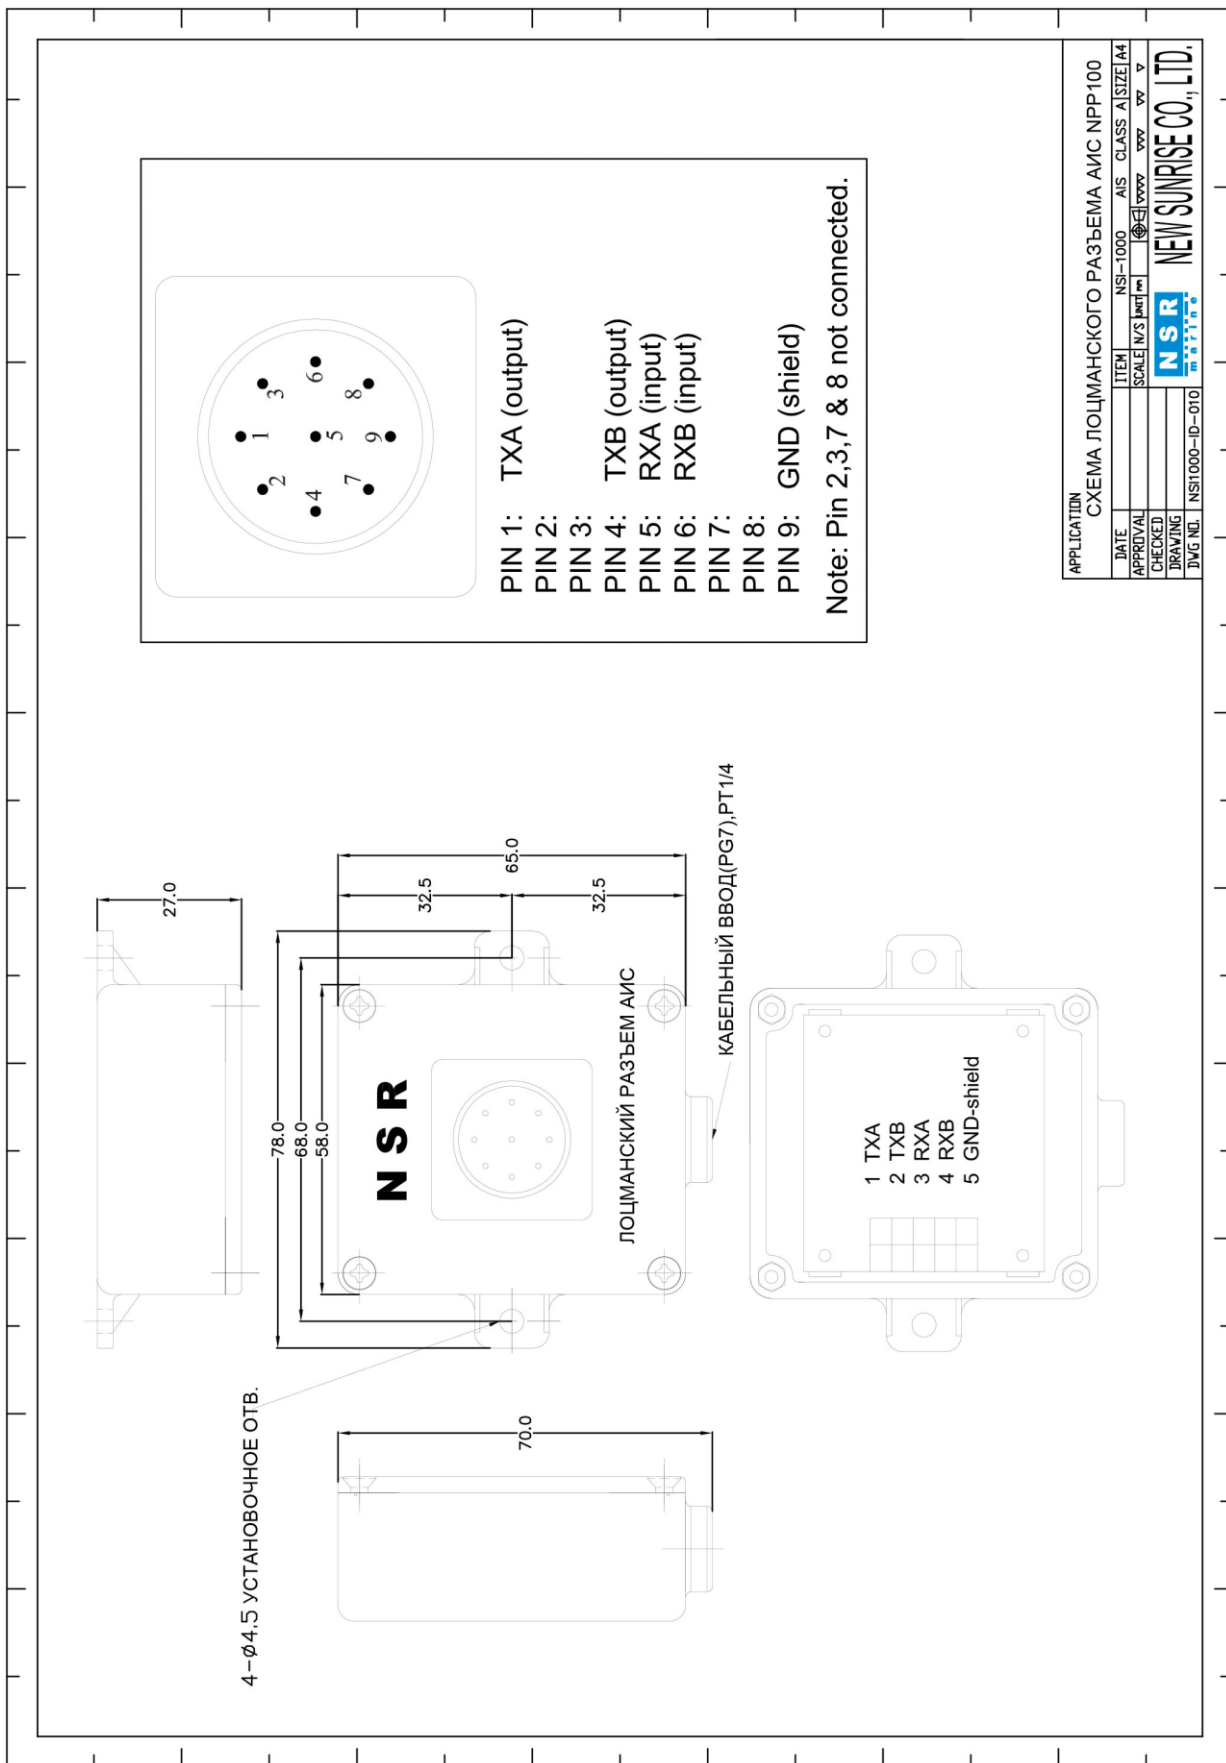 27.0
78.0
68.0
58.0
65.0
32.5
32.5
N S R
ЛОЦМАНСКИЙ РАЗЪЕМ АИС
КАБЕЛЬНЫЙ ВВОД(PG7),PT1/4
4-Ø4.5 УСТАНОВОЧНОЕ ОТВ.
70.0
1 TXA
2 TXB
3 RXA
4 RXB
5 GND-shield
1
2
3
4
5
6
7
8
9
PIN 1: TXA (output)
PIN 2:
PIN 3:
PIN 4: TXB (output)
PIN 5: RXA (input)
PIN 6: RXB (input)
PIN 7:
PIN 8:
PIN 9: GND (shield)
Note: Pin 2,3,7 & 8 not connected.
APPLICATION
СХЕМА ЛОЦМАНСКОГО РАЗЪЕМА АИС NPP100
DATE ITEM NSI-1000 AIS CLASS A SIZE A4
APPROVAL SCALE N/S UNIT mm
CHECKED
DRAWING
DWG NO. NSI1000-ID-010
NSR marine NEW SUNRISE CO., LTD.